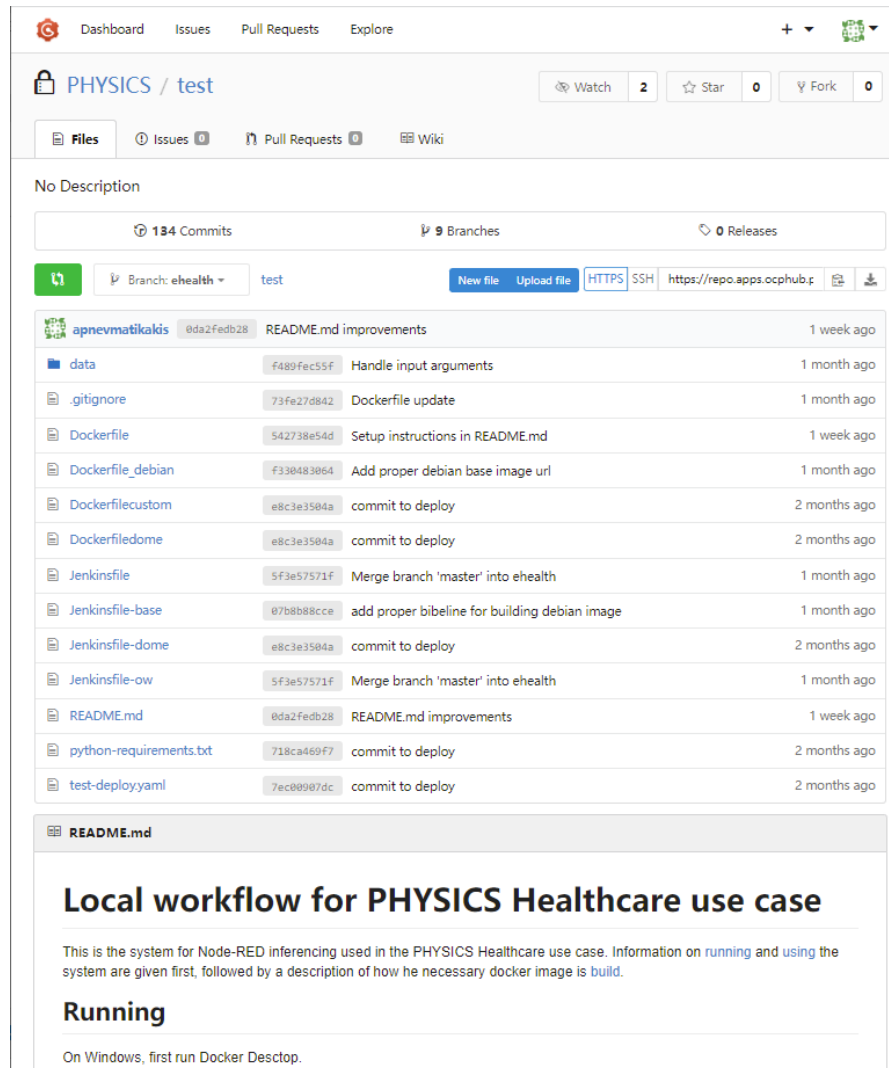 Dashboard Issues Pull Requests Explore
PHYSICS / test
Watch 2 Star 0 Fork 0
Files Issues 0 Pull Requests 0 Wiki
No Description
134 Commits 9 Branches 0 Releases
Branch: ehealth test New file Upload file HTTPS SSH https://repo.apps.ocphub.p
apnevmatikakis 0da2fedb28 README.md improvements 1 week ago
data f489fec55f Handle input arguments 1 month ago
.gitignore 73fe27d842 Dockerfile update 1 month ago
Dockerfile 542738e54d Setup instructions in README.md 1 week ago
Dockerfile_debian f330483064 Add proper debian base image url 1 month ago
Dockerfilecustom e8c3e3504a commit to deploy 2 months ago
Dockerfiledome e8c3e3504a commit to deploy 2 months ago
Jenkinsfile 5f3e57571f Merge branch 'master' into ehealth 1 month ago
Jenkinsfile-base 07b8b88cce add proper bibeline for building debian image 1 month ago
Jenkinsfile-dome e8c3e3504a commit to deploy 2 months ago
Jenkinsfile-ow 5f3e57571f Merge branch 'master' into ehealth 1 month ago
README.md 0da2fedb28 README.md improvements 1 week ago
python-requirements.txt 718ca469f7 commit to deploy 2 months ago
test-deploy.yaml 7ec00907dc commit to deploy 2 months ago
README.md
Local workflow for PHYSICS Healthcare use case
This is the system for Node-RED inferencing used in the PHYSICS Healthcare use case. Information on running and using the
system are given first, followed by a description of how he necessary docker image is build.
Running
On Windows, first run Docker Desctop.